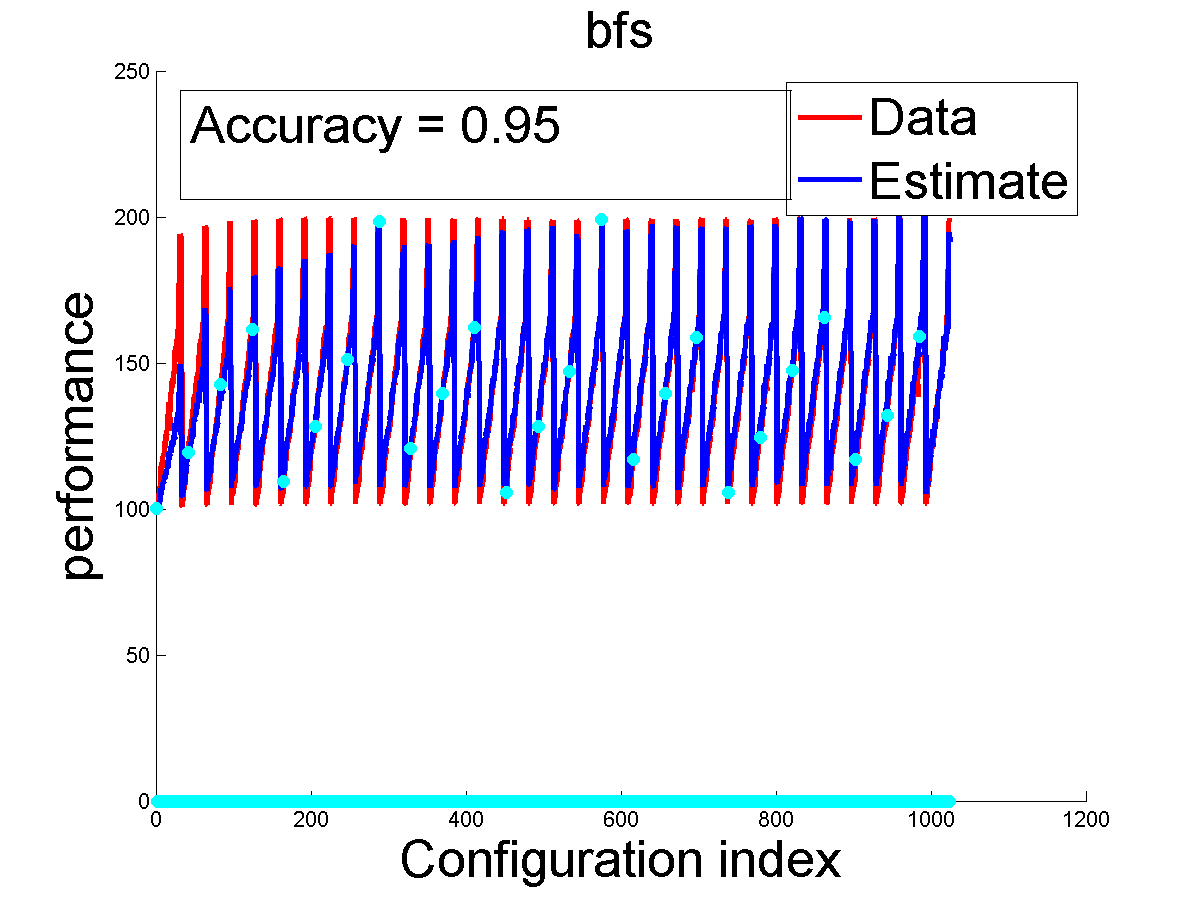 bfs
250
Accuracy = 0.95
Data
Estimate
200
150
100
50
0
performance
0 200 400 600 800 1000 1200
Configuration index